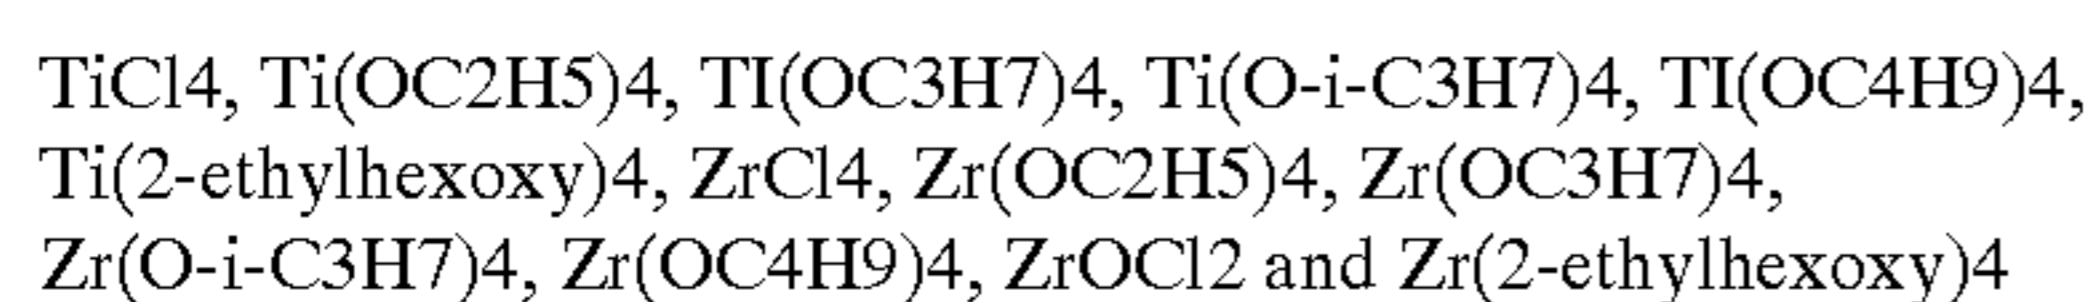 TiCl4, Ti(OC2H5)4, TI(OC3H7)4, Ti(O-i-C3H7)4, TI(OC4H9)4,
Ti(2-ethylhexoxy)4, ZrCl4, Zr(OC2H5)4, Zr(OC3H7)4,
Zr(O-i-C3H7)4, Zr(OC4H9)4, ZrOCl2 and Zr(2-ethylhexoxy)4